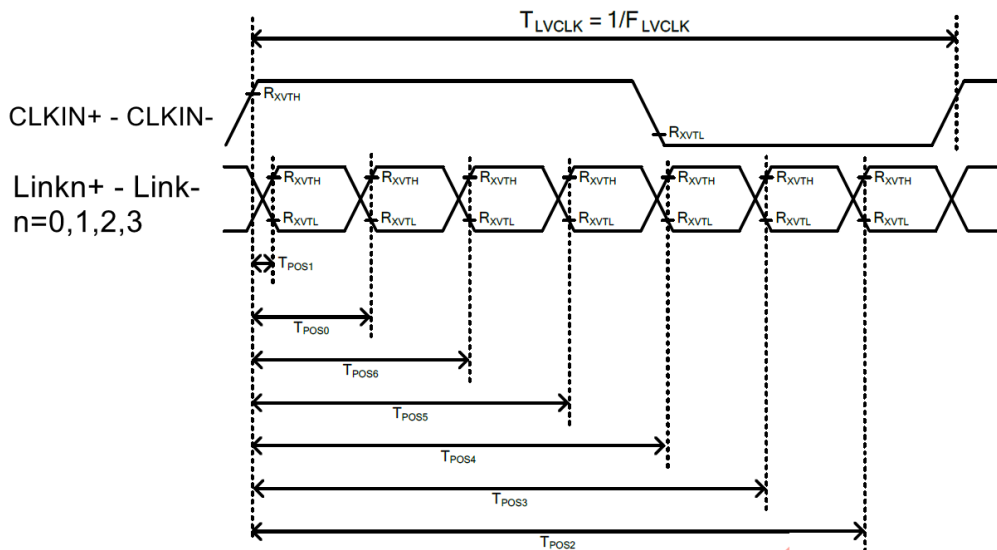 TLVCLK = 1/FLVCLK
CLKIN+ - CLKIN-
RXVTH
RXVTL
Linkn+ - Link-
n=0,1,2,3
RXVTH RXVTH RXVTH RXVTH RXVTH RXVTH RXVTH
RXVTL RXVTL RXVTL RXVTL RXVTL RXVTL RXVTL
TPOS1
TPOS0
TPOS6
TPOS5
TPOS4
TPOS3
TPOS2